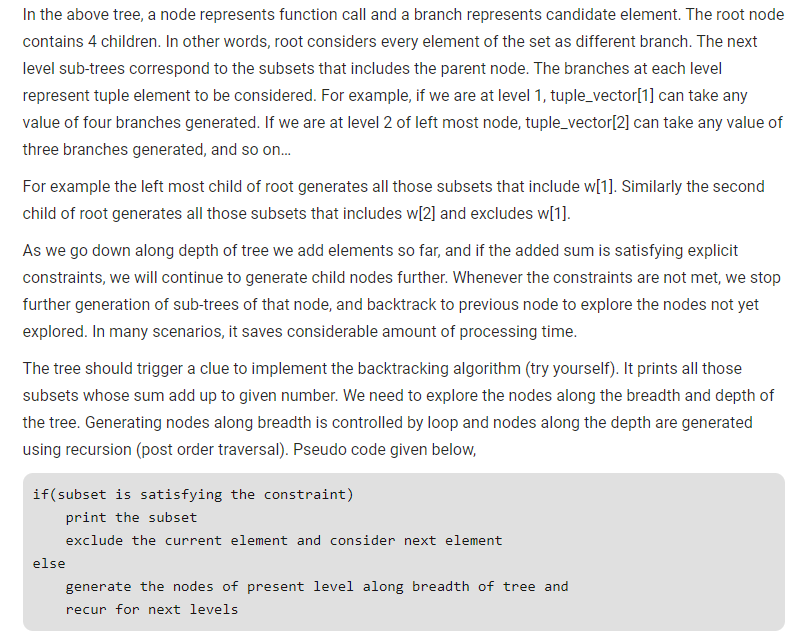 In the above tree, a node represents function call and a branch represents candidate element. The root node
contains 4 children. In other words, root considers every element of the set as different branch. The next
level sub-trees correspond to the subsets that includes the parent node. The branches at each level
represent tuple element to be considered. For example, if we are at level 1, tuple_vector[1] can take any
value of four branches generated. If we are at level 2 of left most node, tuple_vector[2] can take any value of
three branches generated, and so on...
For example the left most child of root generates all those subsets that include w[1]. Similarly the second
child of root generates all those subsets that includes w[2] and excludes w[1].
As we go down along depth of tree we add elements so far, and if the added sum is satisfying explicit
constraints, we will continue to generate child nodes further. Whenever the constraints are not met, we stop
further generation of sub-trees of that node, and backtrack to previous node to explore the nodes not yet
explored. In many scenarios, it saves considerable amount of processing time.
The tree should trigger a clue to implement the backtracking algorithm (try yourself). It prints all those
subsets whose sum add up to given number. We need to explore the nodes along the breadth and depth of
the tree. Generating nodes along breadth is controlled by loop and nodes along the depth are generated
using recursion (post order traversal). Pseudo code given below,
if(subset is satisfying the constraint)
    print the subset
    exclude the current element and consider next element
else
    generate the nodes of present level along breadth of tree and
    recur for next levels